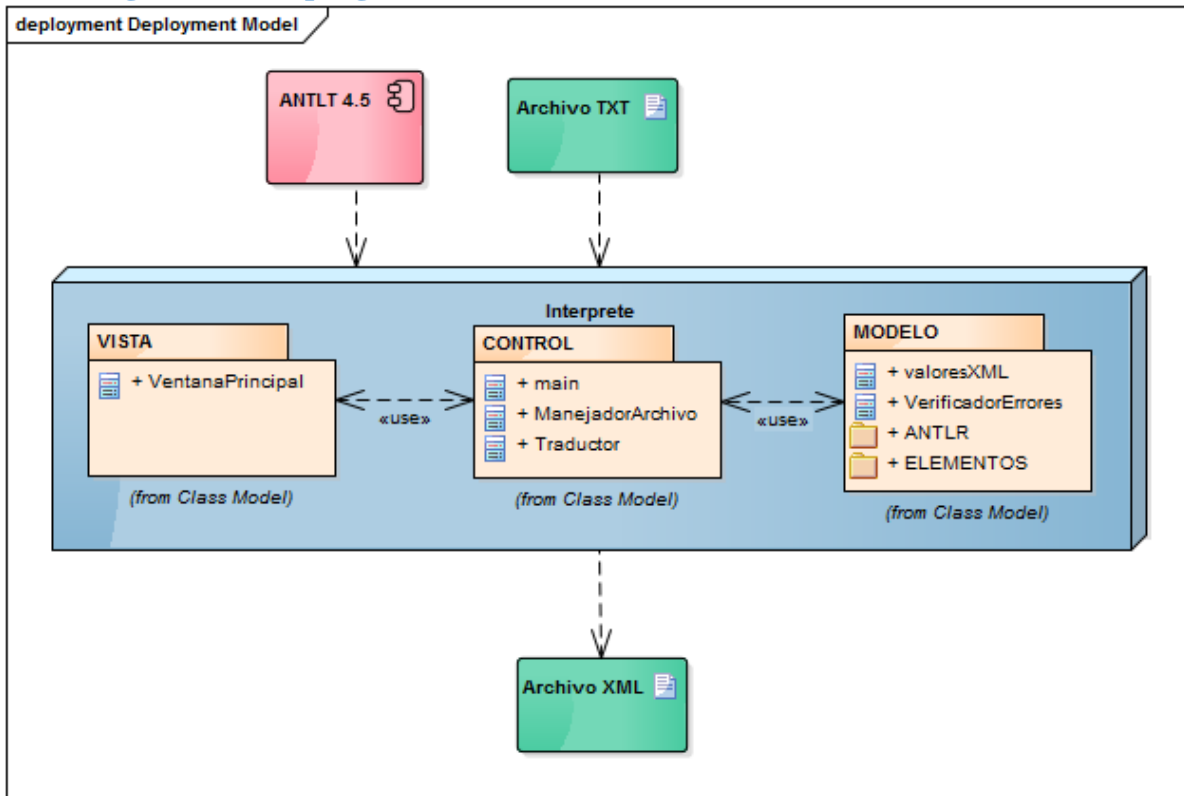 deployment Deployment Model
ANTLT 4.5
Archivo TXT
Interprete
VISTA
+ VentanaPrincipal
(from Class Model)
«use»
CONTROL
+ main
+ ManejadorArchivo
+ Traductor
(from Class Model)
«use»
MODELO
+ valoresXML
+ VerificadorErrores
+ ANTLR
+ ELEMENTOS
(from Class Model)
Archivo XML